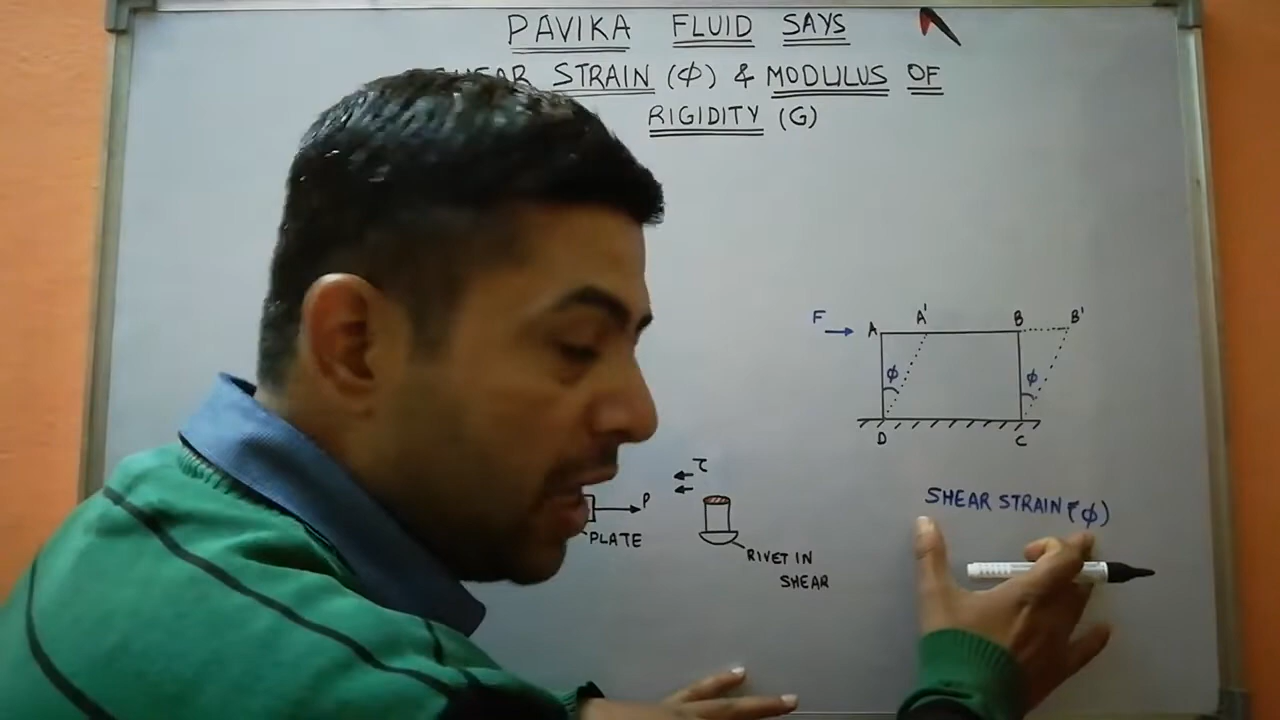 PAVIKA FLUID SAYS
STRAIN (φ) & MODULUS OF
RIGIDITY (G)
F
A
A'
B
B'
φ
φ
D
C
τ
P
PLATE
RIVET IN
SHEAR
SHEAR STRAIN (φ)